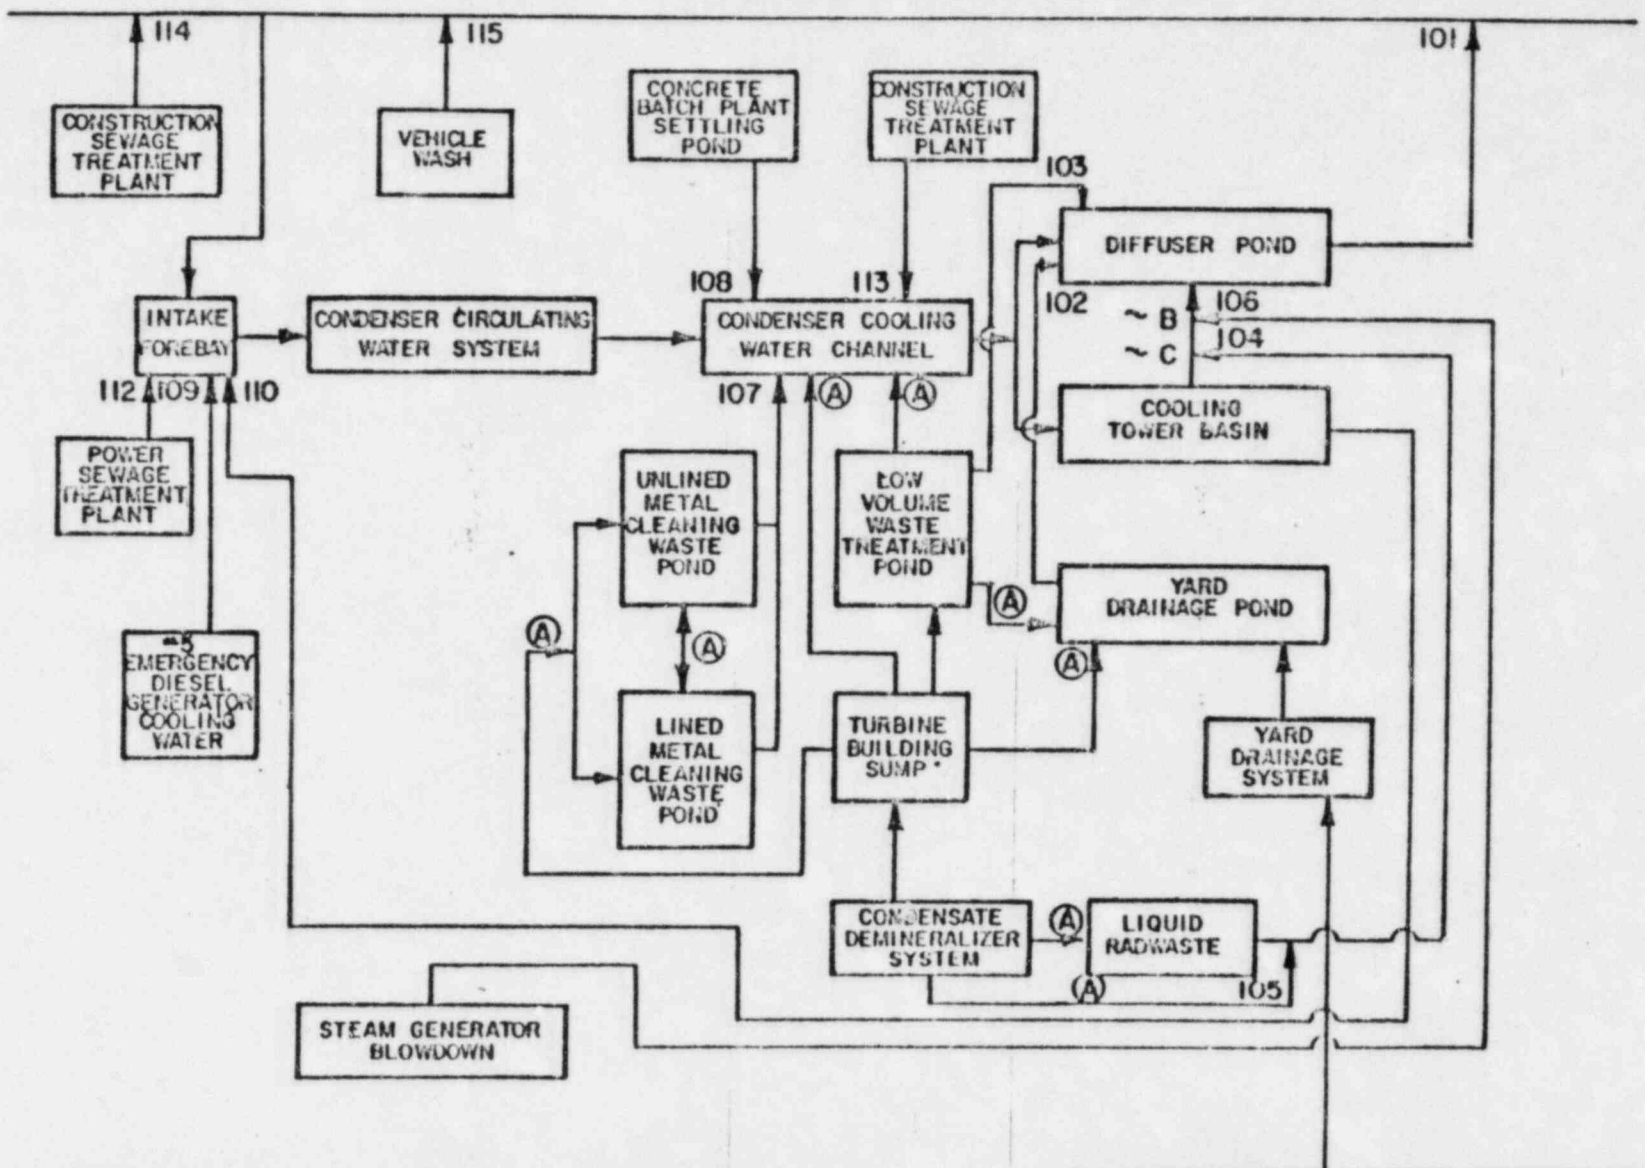 114
115
101
CONSTRUCTION
SEWAGE
TREATMENT
PLANT
VEHICLE
WASH
CONCRETE
BATCH PLANT
SETTLING
POND
CONSTRUCTION
SEWAGE
TREATMENT
PLANT
103
DIFFUSER POND
108
113
102
106
~ B
104
~ C
INTAKE
FOREBAY
CONDENSER CIRCULATING
WATER SYSTEM
CONDENSER COOLING
WATER CHANNEL
112
109
110
107
A
A
COOLING
TOWER BASIN
POWER
SEWAGE
TREATMENT
PLANT
UNLINED
METAL
CLEANING
WASTE
POND
LOW
VOLUME
WASTE
TREATMENT
POND
A
YARD
DRAINAGE POND
A
A
A
EMERGENCY
DIESEL
GENERATOR
COOLING
WATER
LINED
METAL
CLEANING
WASTE
POND
TURBINE
BUILDING
SUMP
YARD
DRAINAGE
SYSTEM
CONDENSATE
DEMINERALIZER
SYSTEM
A
LIQUID
RADWASTE
A
105
STEAM GENERATOR
BLOWDOWN